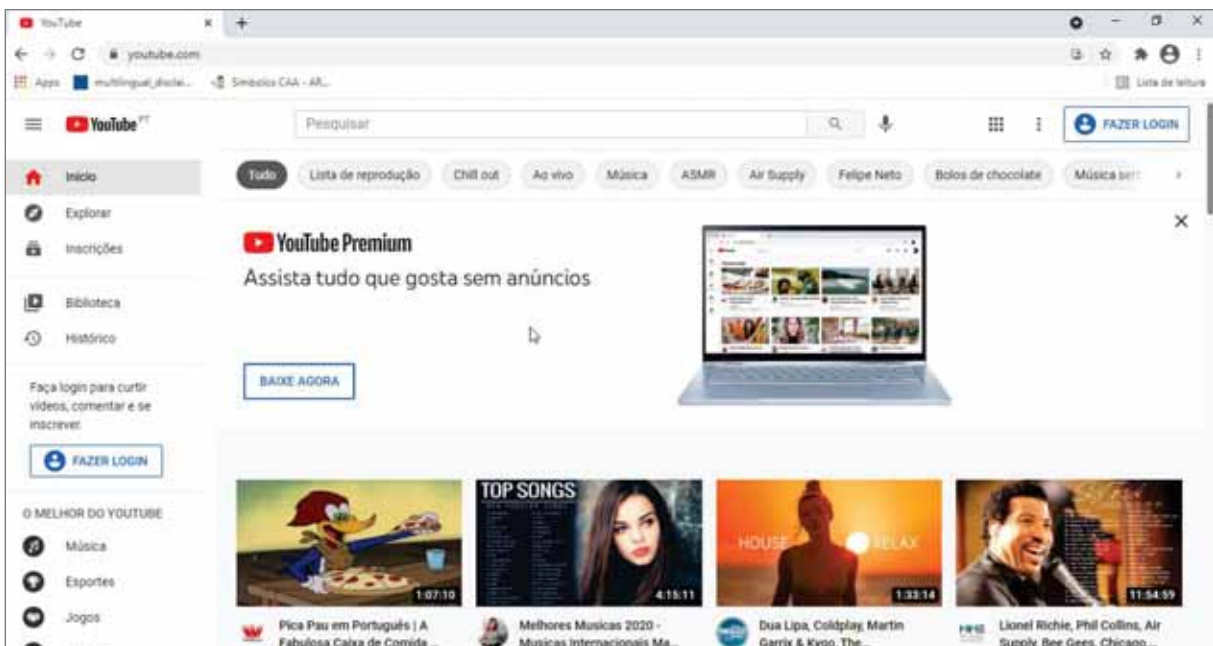 YouTube
youtube.com
Apps
Símbolos CAA - AR...
Lista de leitura
YouTube PT
Pesquisar
FAZER LOGIN
Início
Explorar
Inscrições
Biblioteca
Histórico
Faça login para curtir
vídeos, comentar e se
inscrever.
FAZER LOGIN
O MELHOR DO YOUTUBE
Música
Esportes
Jogos
Tudo
Lista de reprodução
Chill out
Ao vivo
Música
ASMR
Air Supply
Felipe Neto
Bolos de chocolate
Música
YouTube Premium
Assista tudo que gosta sem anúncios
BAIXE AGORA
1:07:10
Pica Pau em Português | A
Fabulosa Caixa de Comida ...
TOP SONGS
4:15:11
Melhores Musicas 2020 -
Musicas Internacionais Ma...
HOUSE RELAX
1:33:14
Dua Lipa, Coldplay, Martin
Garrix & Kygo, The...
11:54:59
Lionel Richie, Phil Collins, Air
Supply, Bee Gees, Chicago ...